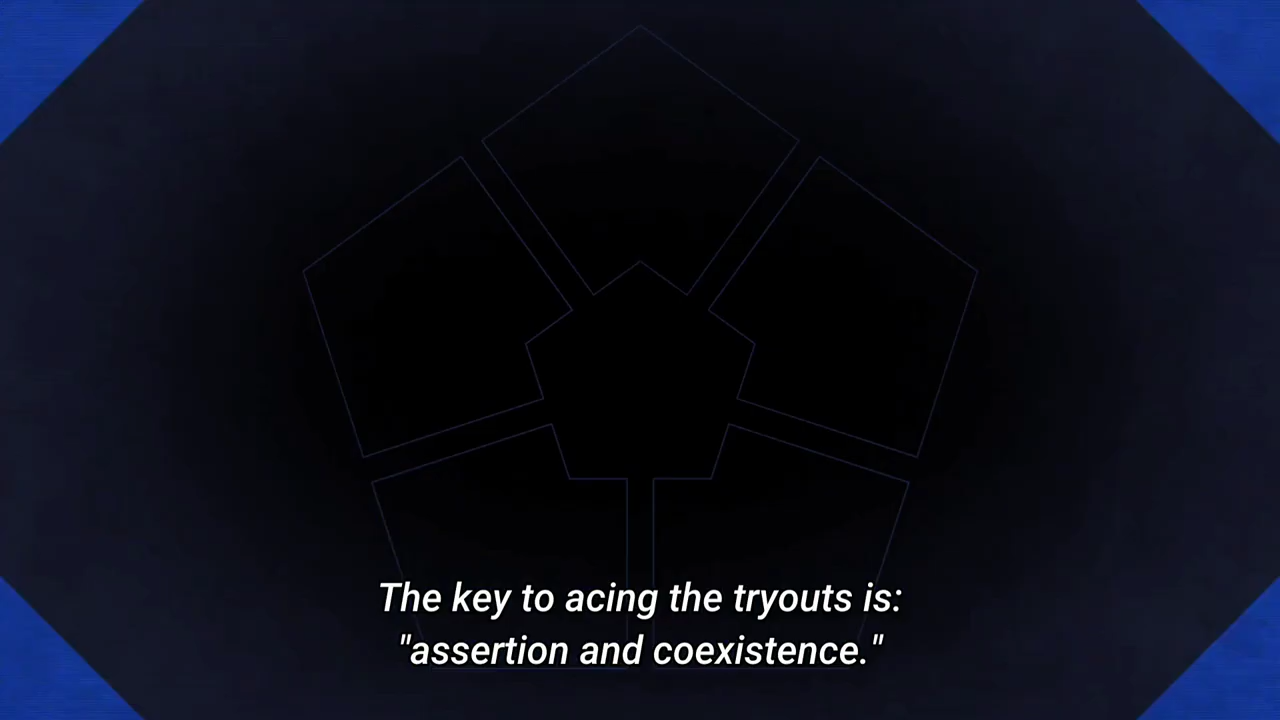 The key to acing the tryouts is:
"assertion and coexistence."